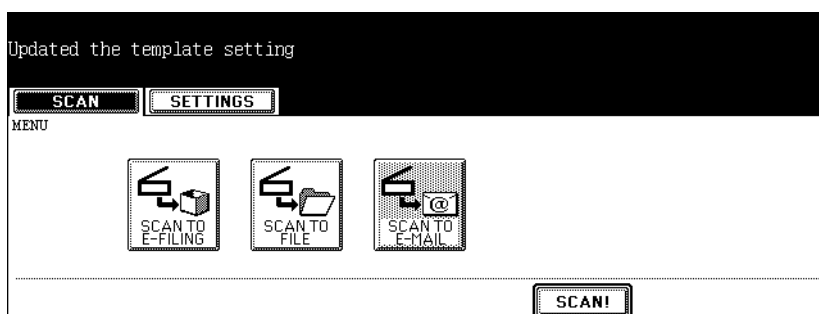 Updated the template setting
SCAN SETTINGS
MENU
SCAN TO
E-FILING
SCAN TO
FILE
@
SCAN TO
E-MAIL
SCAN!